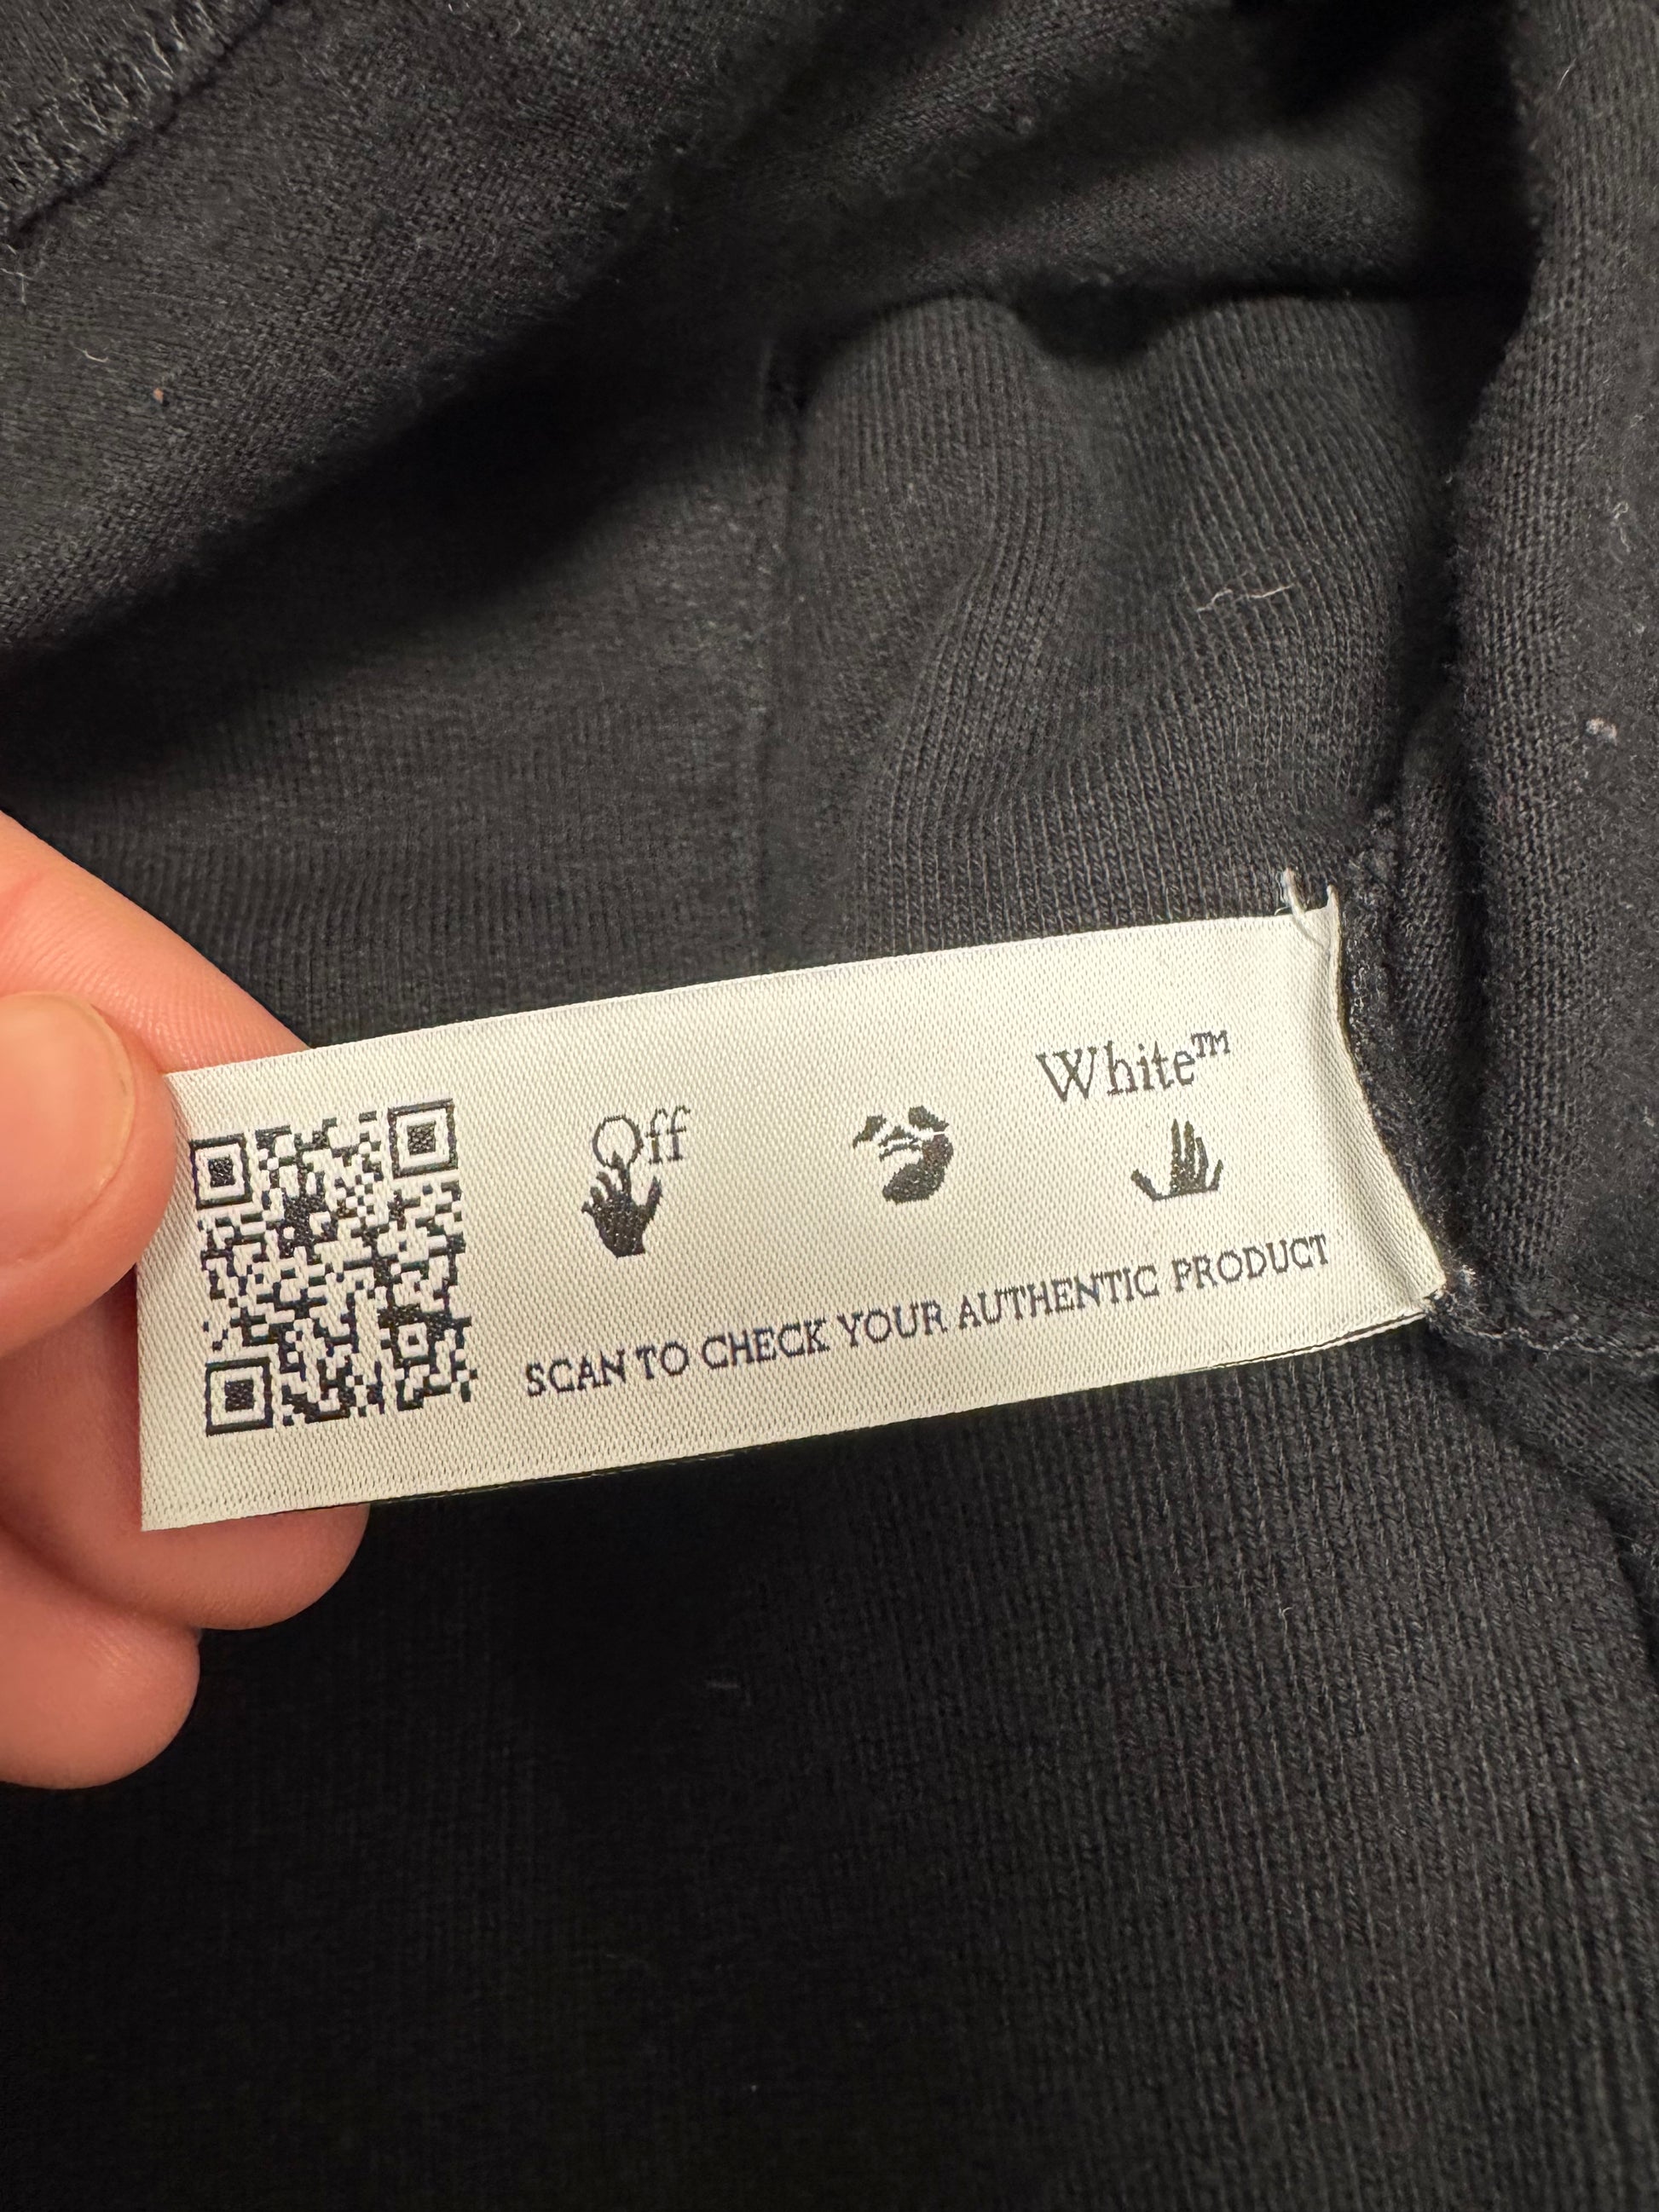 Off
White™
SCAN TO CHECK YOUR AUTHENTIC PRODUCT